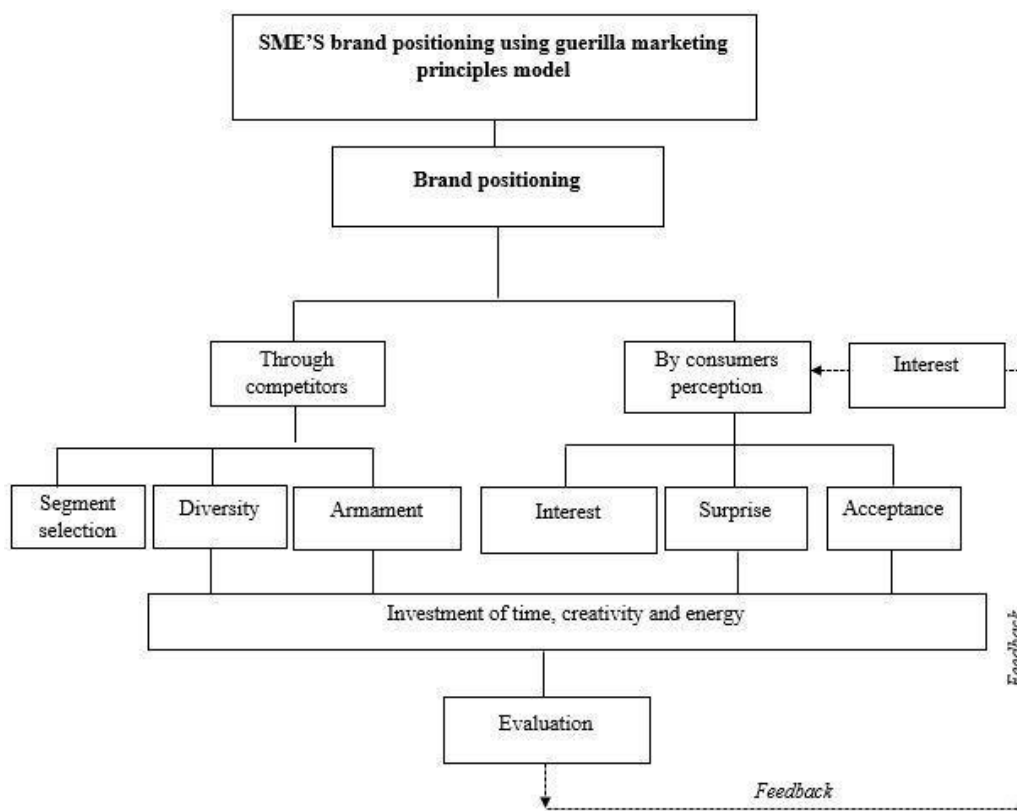 SME'S brand positioning using guerilla marketing
principles model
Brand positioning
Through
competitors
By consumers
perception
Interest
Segment
selection
Diversity
Armament
Interest
Surprise
Acceptance
Investment of time, creativity and energy
Feedback
Evaluation
Feedback